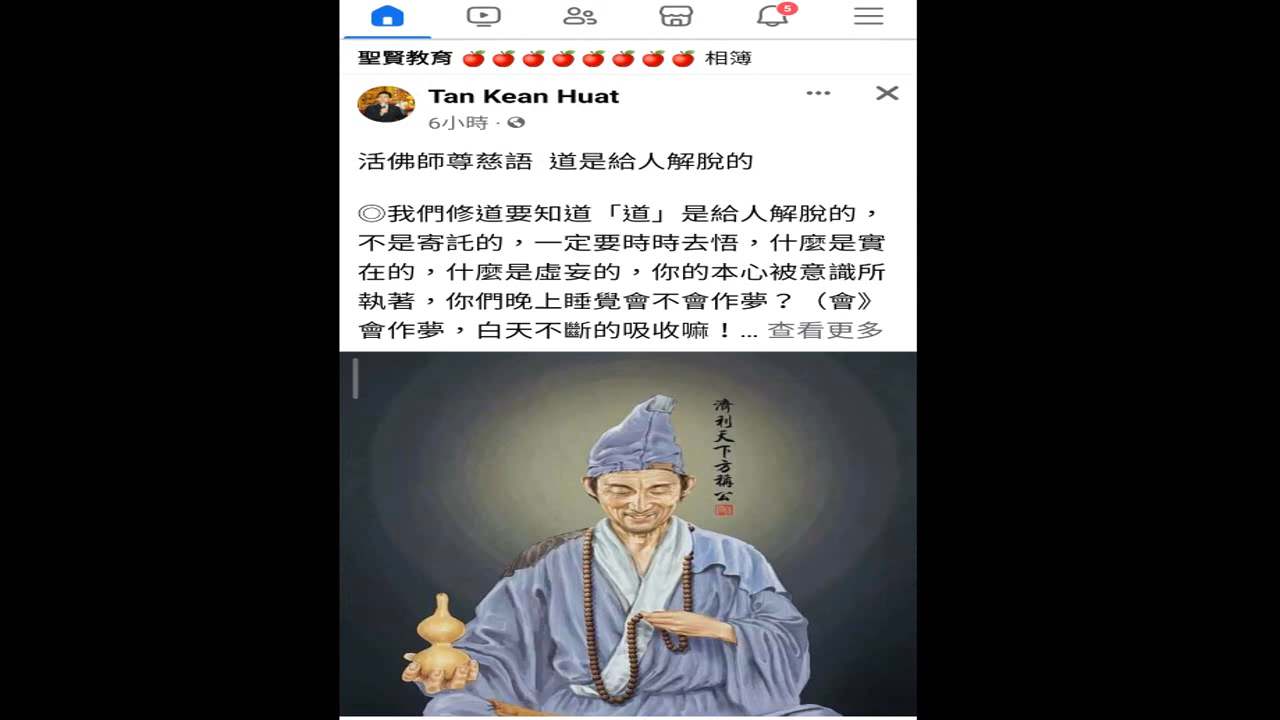 5
聖賢教育 🍎🍎🍎🍎🍎🍎🍎🍎 相簿
Tan Kean Huat
6小時 ·
活佛師尊慈語 道是給人解脫的
◎我們修道要知道「道」是給人解脫的，
不是寄託的，一定要時時去悟，什麼是實
在的，什麼是虛妄的，你的本心被意識所
執著，你們晚上睡覺會不會作夢？（會》
會作夢，白天不斷的吸收嘛！... 查看更多
濟利天下方稱公